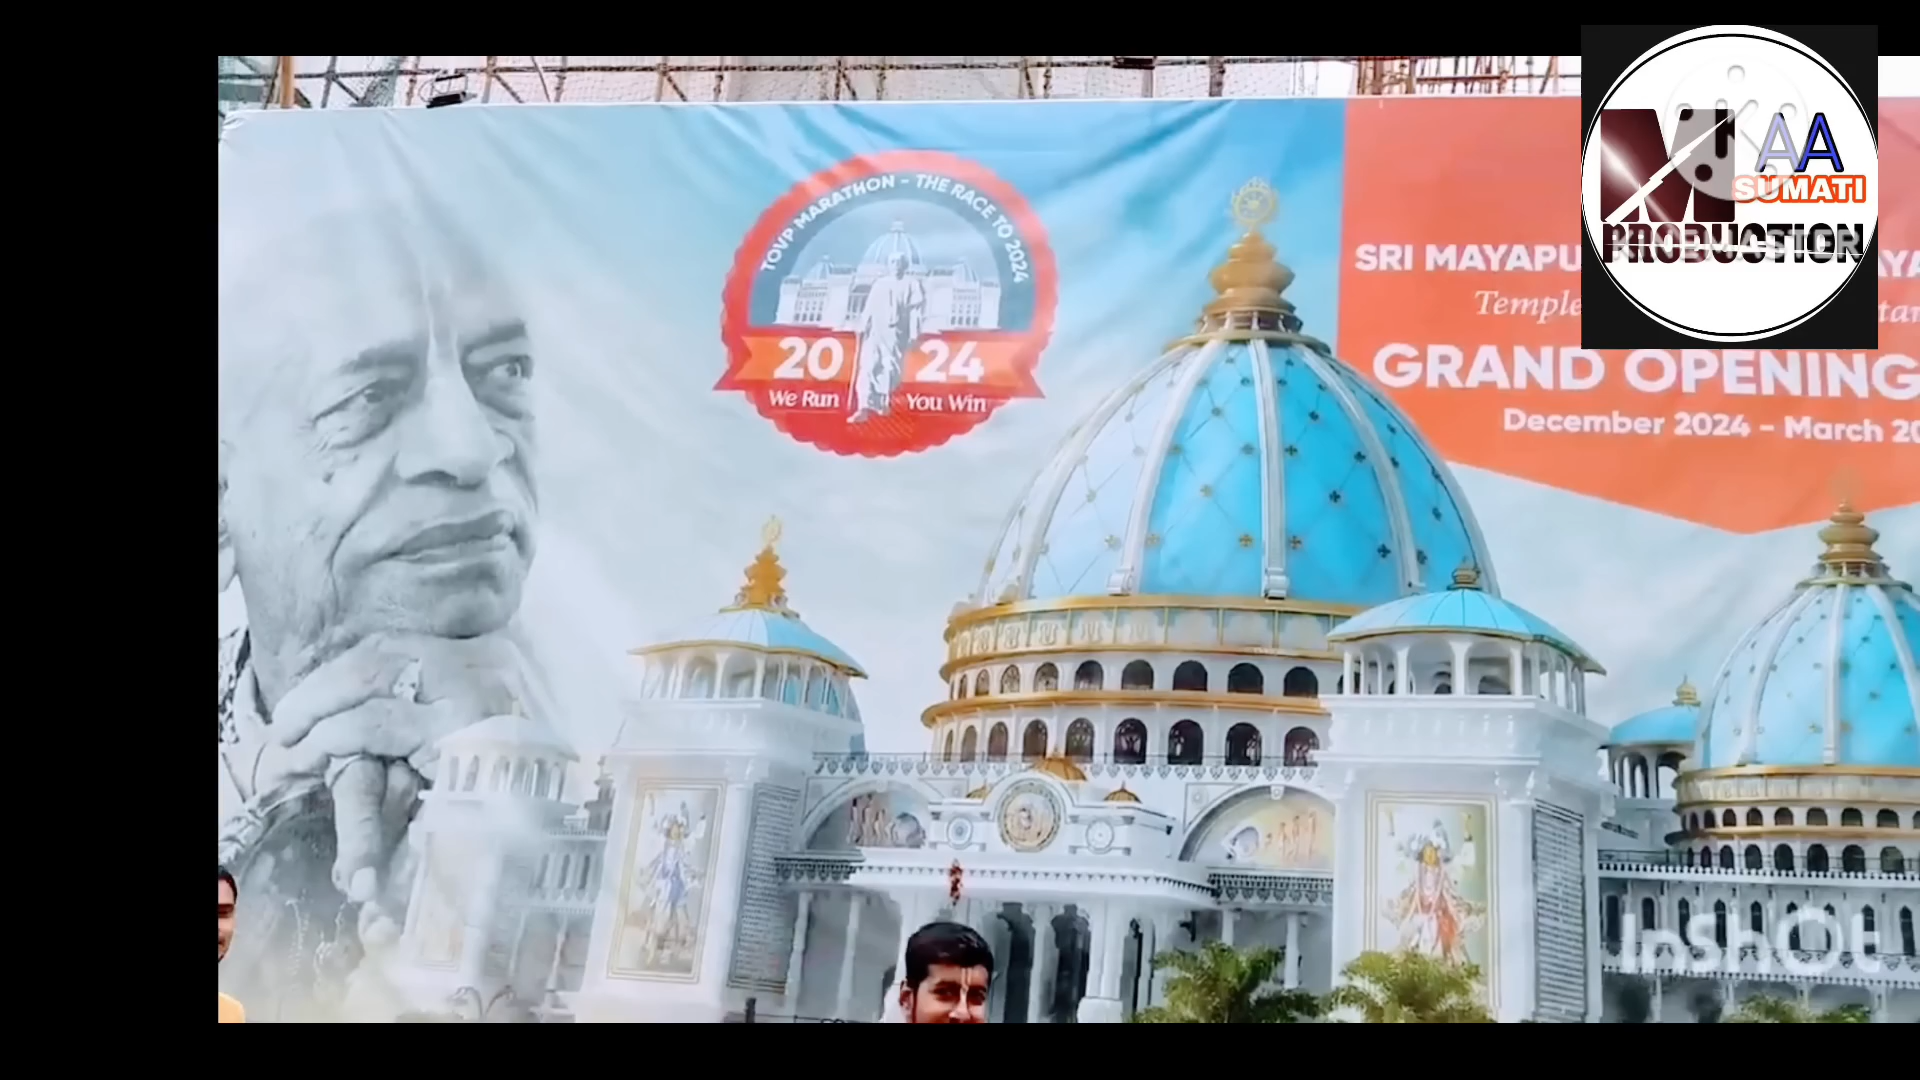 TOVP MARATHON - THE RACE TO 2024
20 24
We Run You Win
SRI MAYAPU
Temple
GRAND OPENING
December 2024 - March 20
M
AA
SUMATI
PRODUCTION
KINEMASTER
InShOt